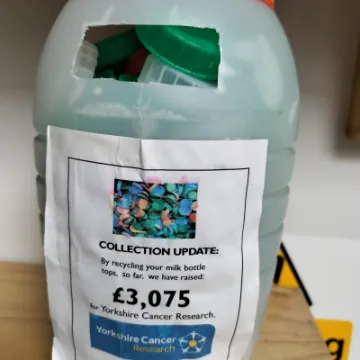 COLLECTION UPDATE:
By recycling your milk bottle
tops, so far, we have raised:
£3,075
for Yorkshire Cancer Research.
Yorkshire Cancer
Research
g